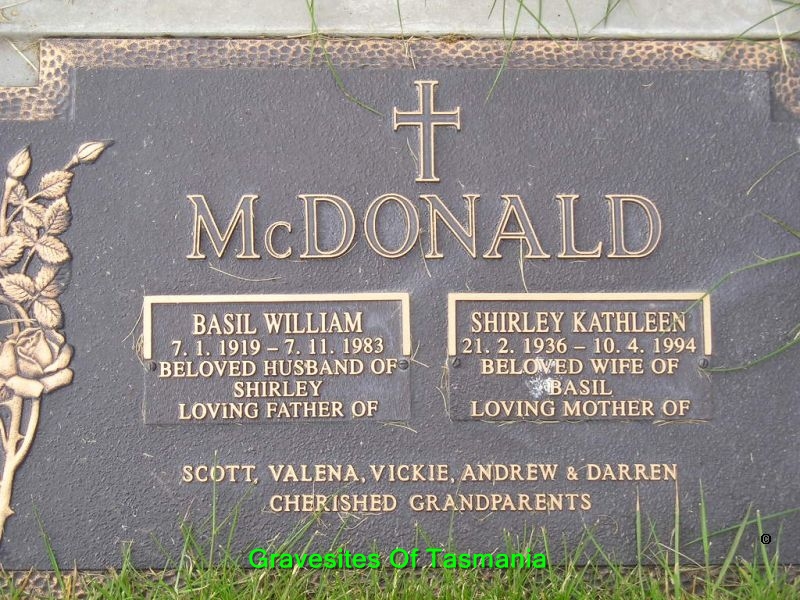 McDONALD
BASIL WILLIAM
7. 1. 1919 – 7. 11. 1983
BELOVED HUSBAND OF
SHIRLEY
LOVING FATHER OF
SHIRLEY KATHLEEN
21. 2. 1936 – 10. 4. 1994
BELOVED WIFE OF
BASIL
LOVING MOTHER OF
SCOTT, VALENA, VICKIE, ANDREW & DARREN
CHERISHED GRANDPARENTS
©
Gravesites Of Tasmania